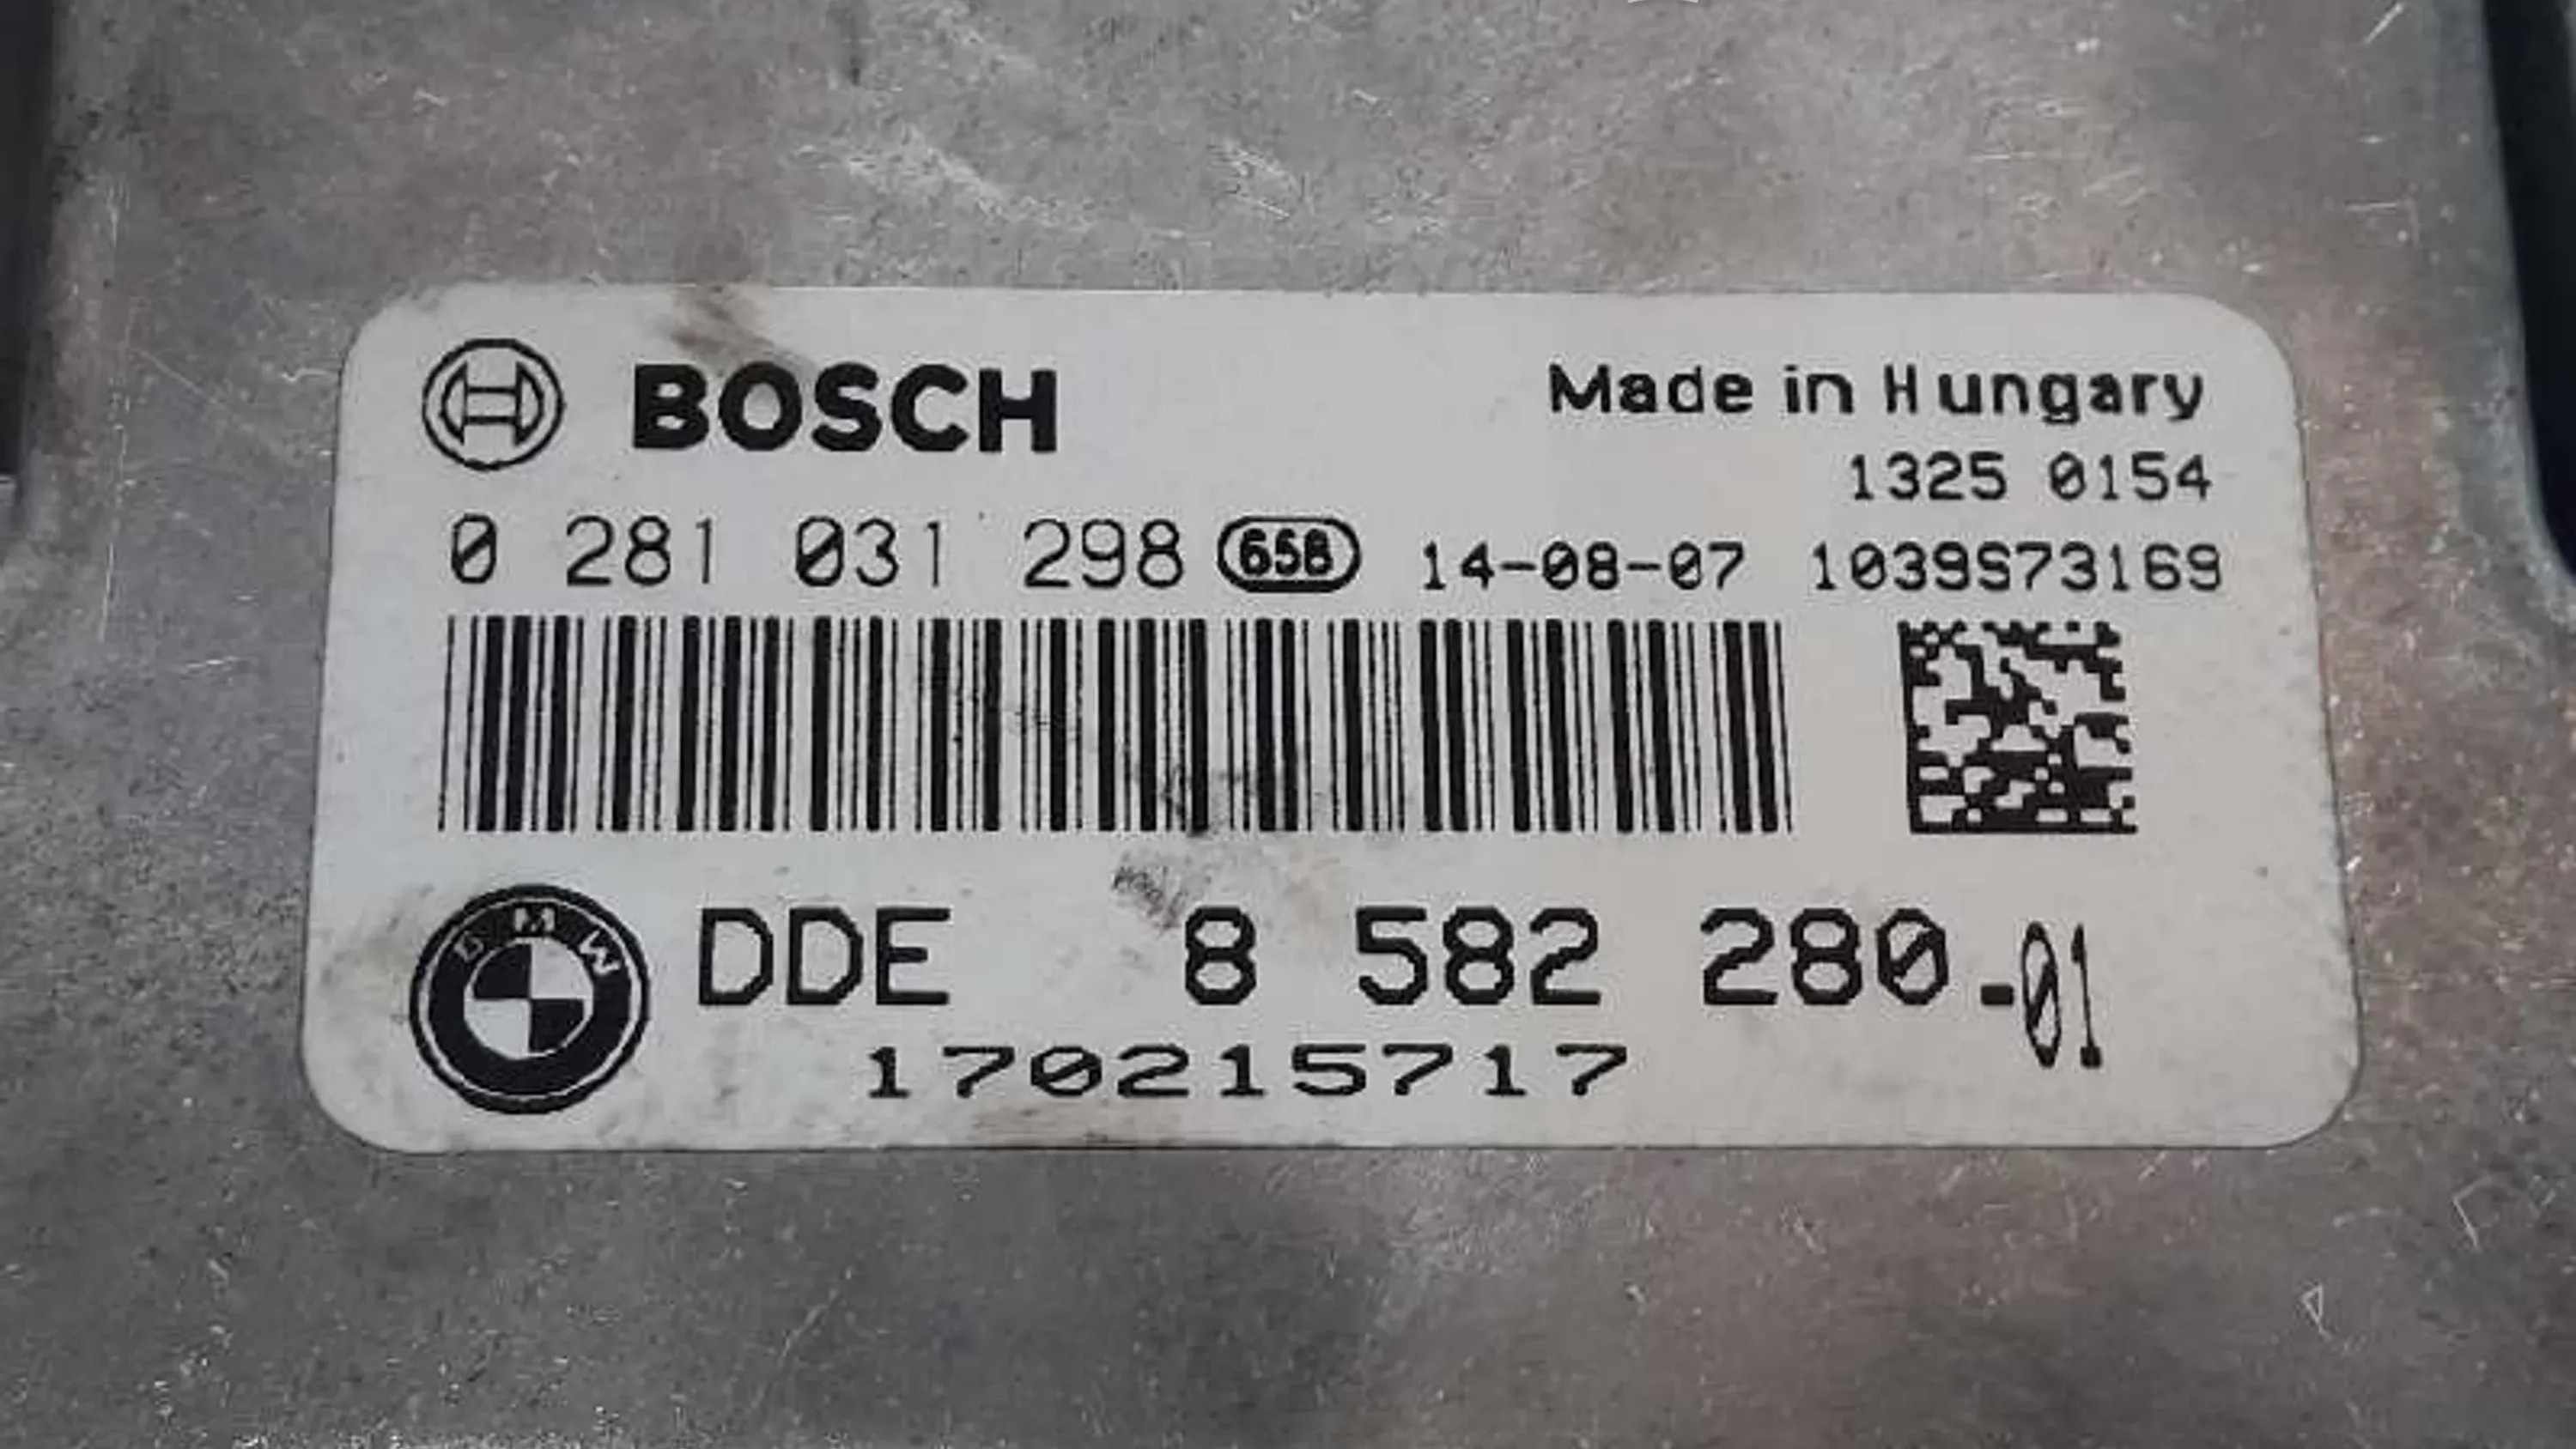 BOSCH
Made in Hungary
1325 0154
0 281 031 298 658 14-08-07 1039S73169
BMW
DDE 8 582 280-01
170215717